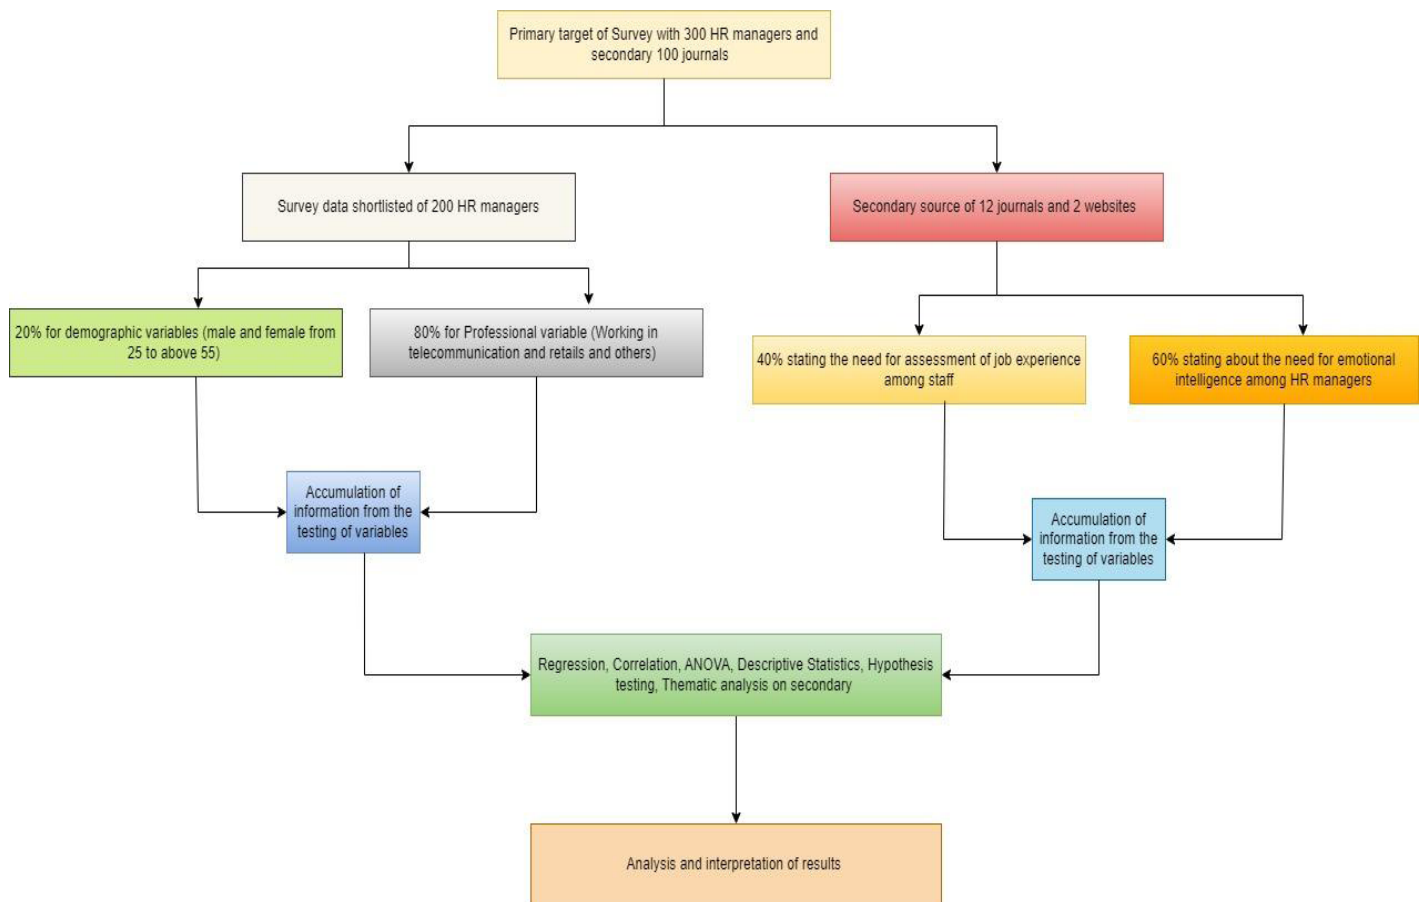 Primary target of Survey with 300 HR managers and
secondary 100 journals
Survey data shortlisted of 200 HR managers
Secondary source of 12 journals and 2 websites
20% for demographic variables (male and female from
25 to above 55)
80% for Professional variable (Working in
telecommunication and retails and others)
40% stating the need for assessment of job experience
among staff
60% stating about the need for emotional
intelligence among HR managers
Accumulation of
information from the
testing of variables
Accumulation of
information from the
testing of variables
Regression, Correlation, ANOVA, Descriptive Statistics, Hypothesis
testing, Thematic analysis on secondary
Analysis and interpretation of results